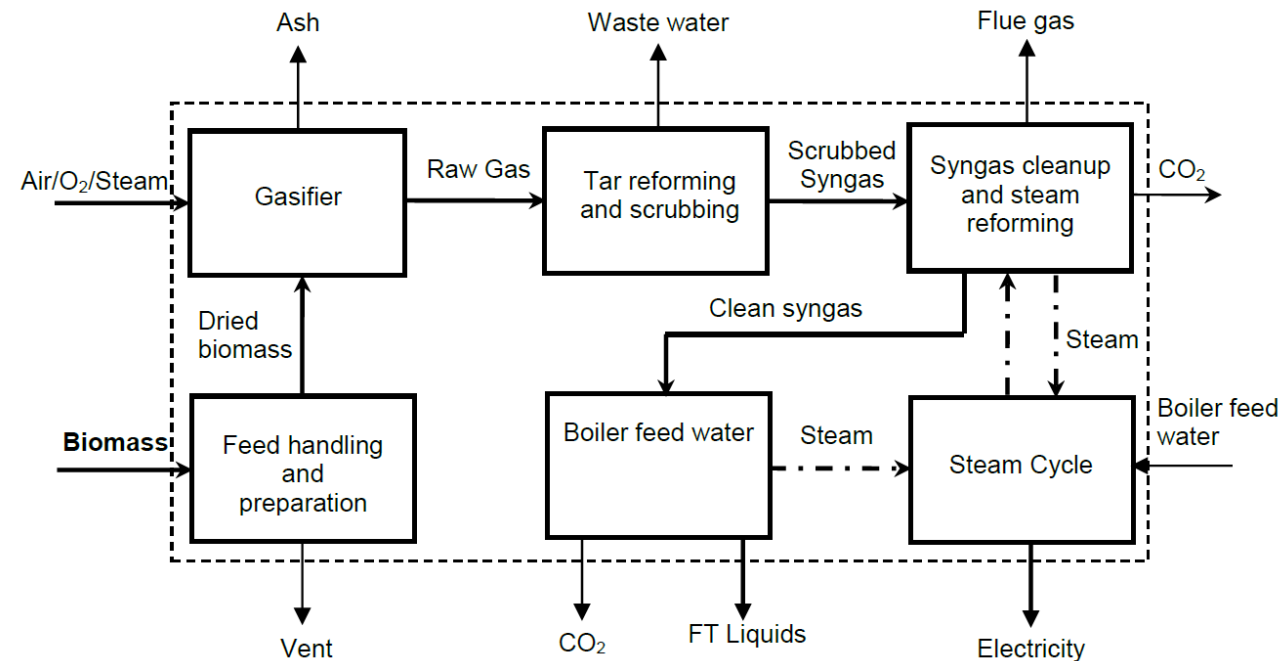 Ash
Waste water
Flue gas
Air/O₂/Steam
Gasifier
Raw Gas
Tar reforming
and scrubbing
Scrubbed
Syngas
Syngas cleanup
and steam
reforming
CO₂
Dried
biomass
Clean syngas
Steam
Biomass
Feed handling
and
preparation
Boiler feed water
Steam
Steam Cycle
Boiler feed
water
Vent
CO₂
FT Liquids
Electricity